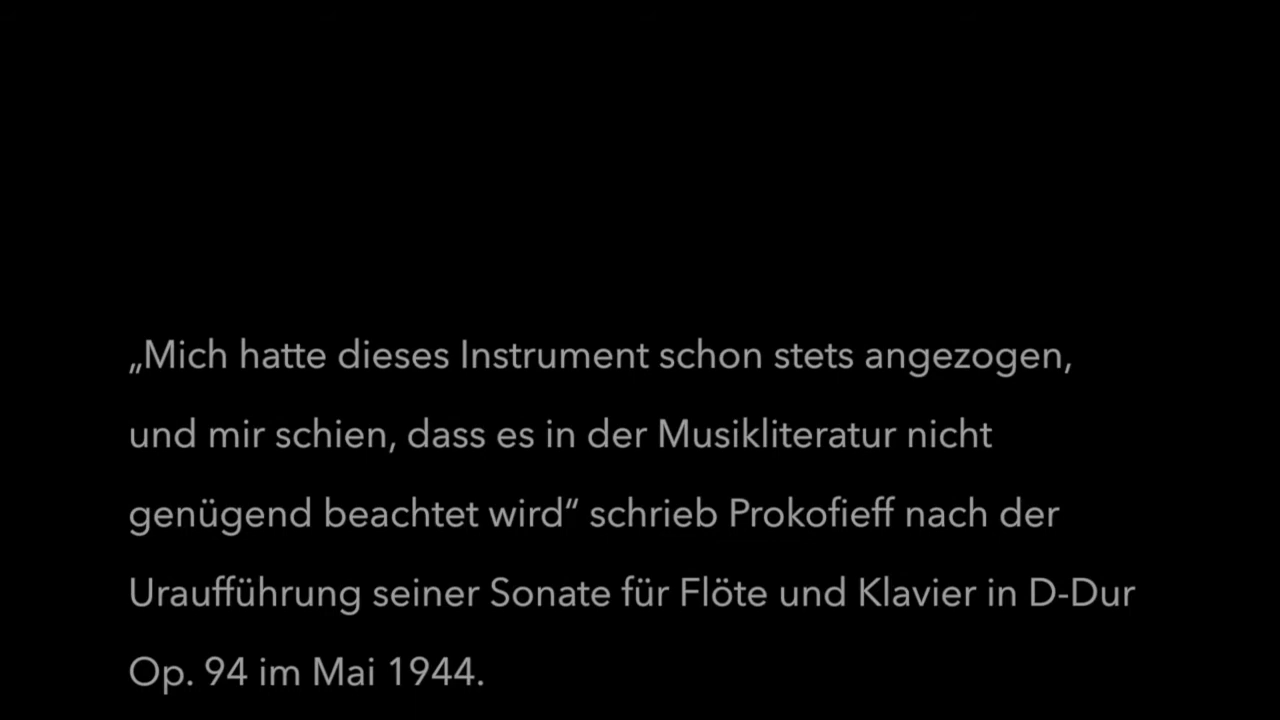 „Mich hatte dieses Instrument schon stets angezogen,
und mir schien, dass es in der Musikliteratur nicht
genügend beachtet wird“ schrieb Prokofieff nach der
Uraufführung seiner Sonate für Flöte und Klavier in D-Dur
Op. 94 im Mai 1944.